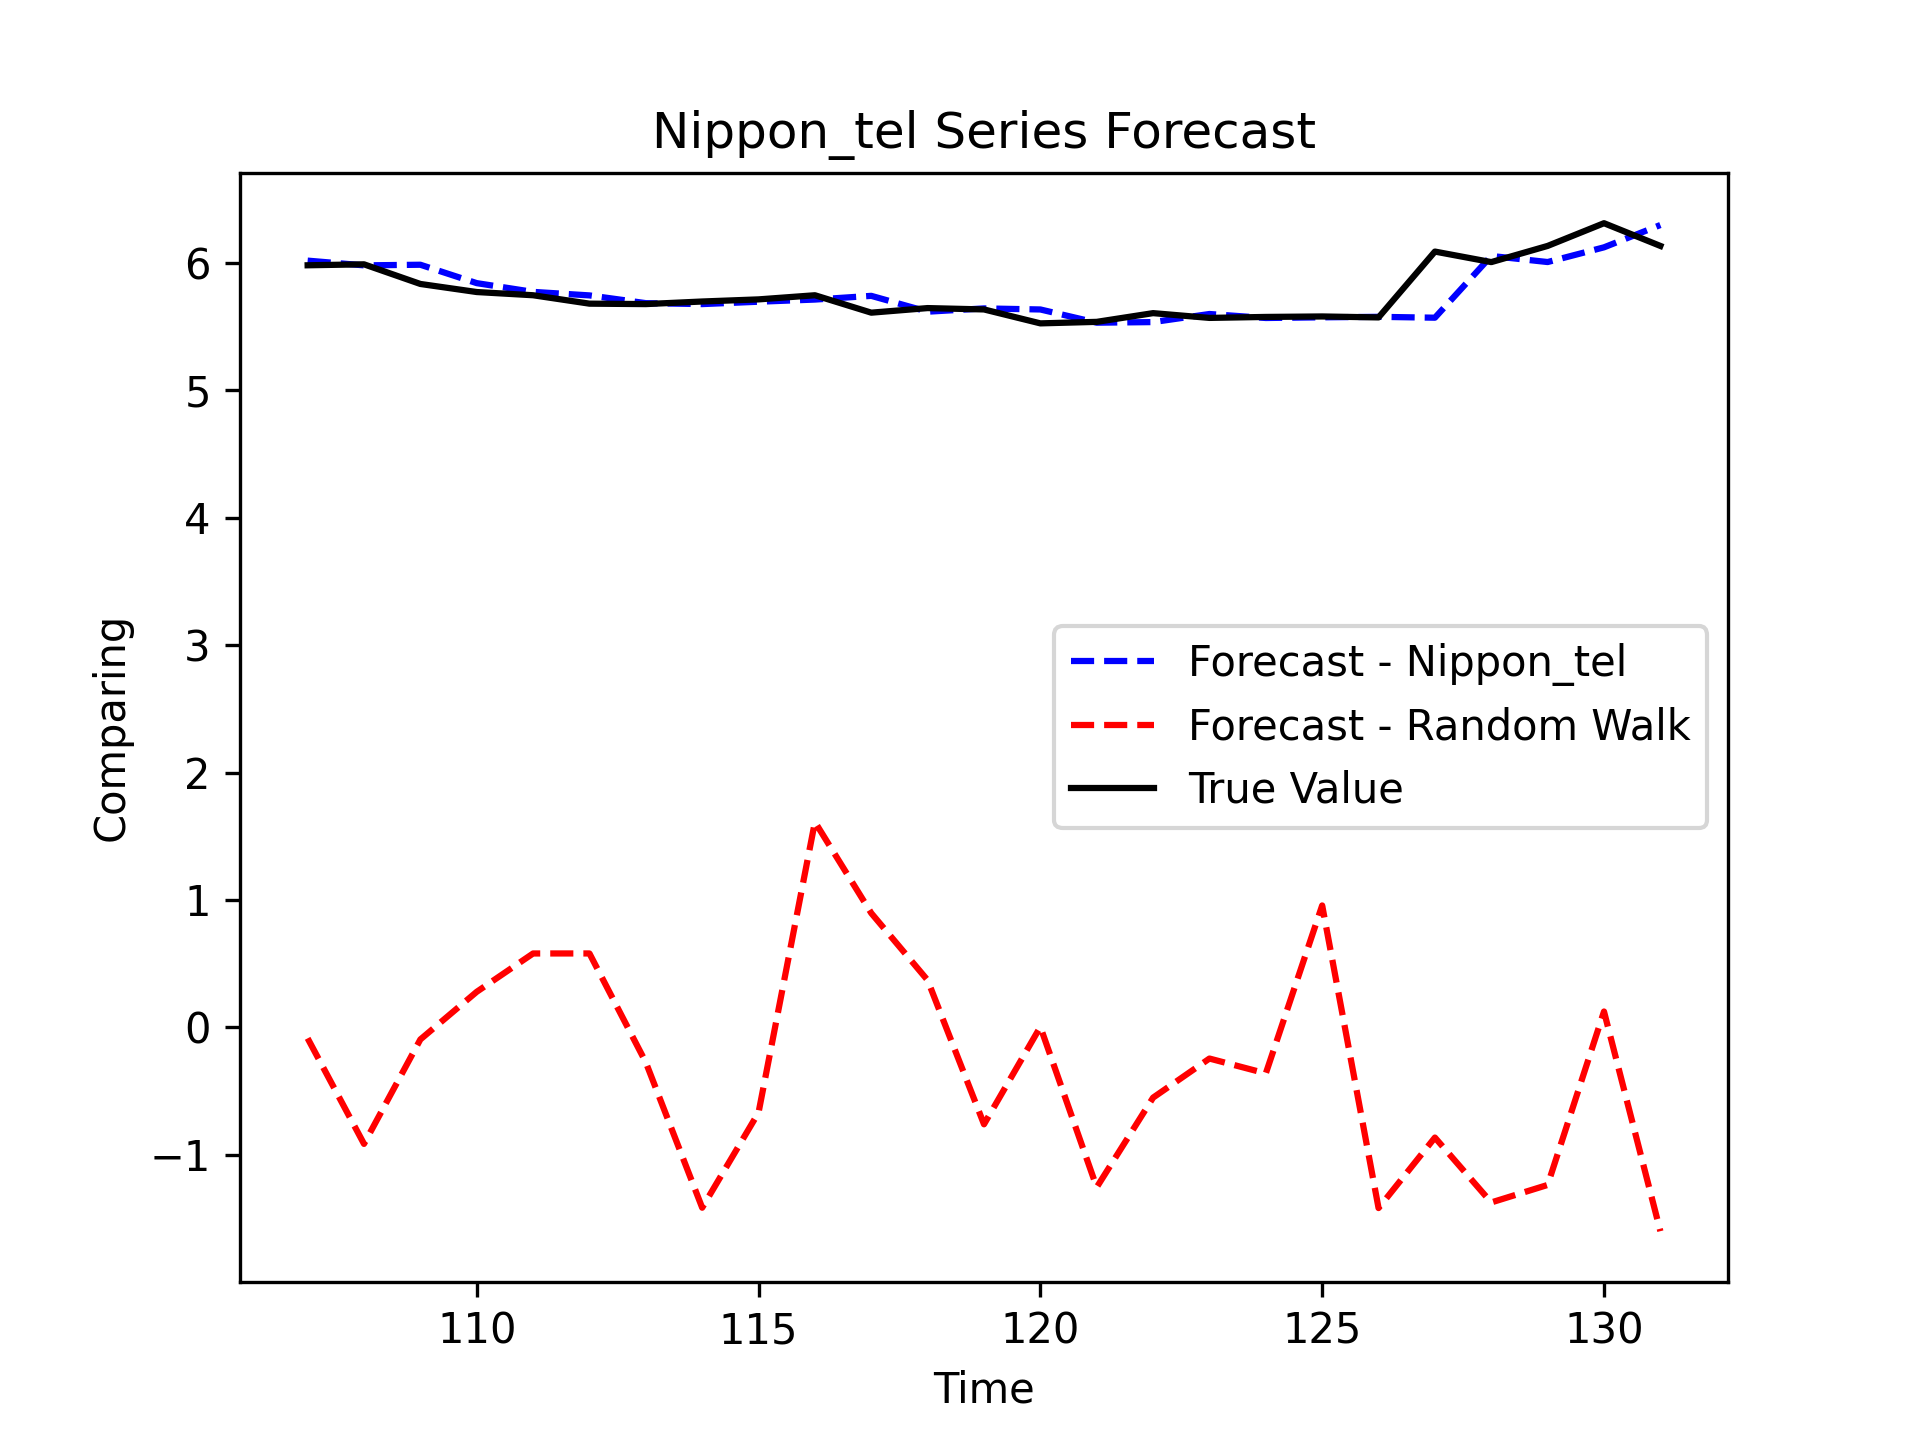 Nippon_tel Series Forecast
6
5
4
3
2
1
0
−1
Comparing
Forecast - Nippon_tel
Forecast - Random Walk
True Value
110 115 120 125 130
Time